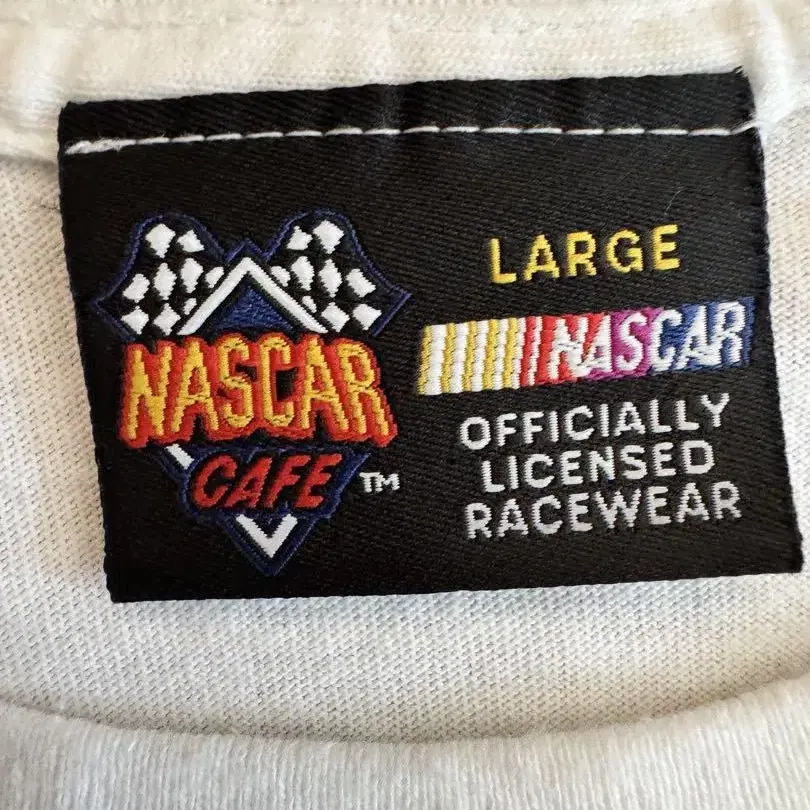 NASCAR
CAFE
TM
LARGE
NASCAR
OFFICIALLY
LICENSED
RACEWEAR